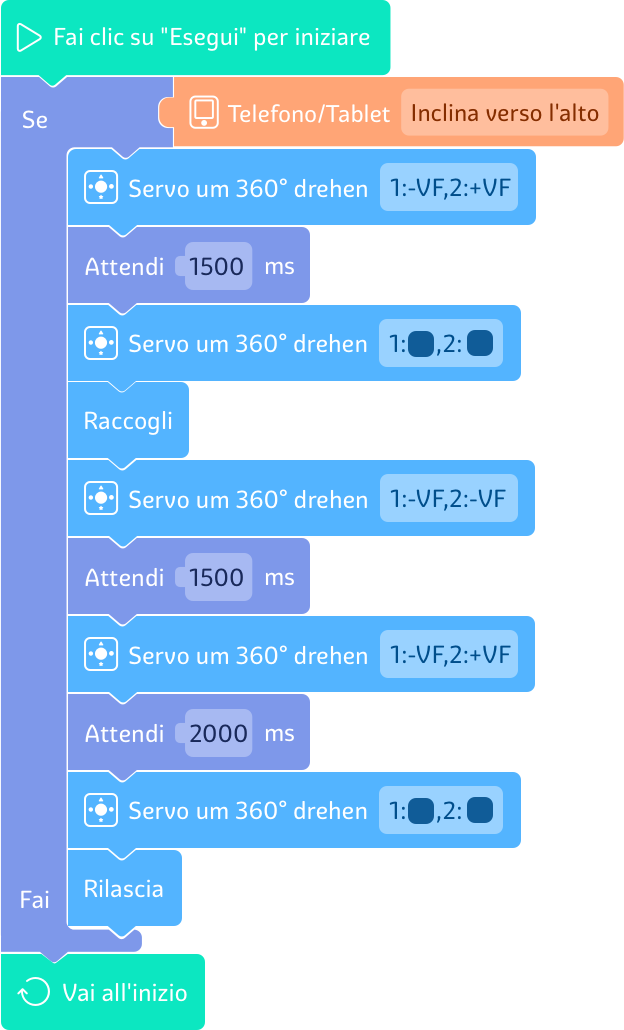 Fai clic su "Esegui" per iniziare
Se Telefono/Tablet Inclina verso l'alto
Servo um 360° drehen 1:-VF,2:+VF
Attendi 1500 ms
Servo um 360° drehen 1: ,2:
Raccogli
Servo um 360° drehen 1:-VF,2:-VF
Attendi 1500 ms
Servo um 360° drehen 1:-VF,2:+VF
Attendi 2000 ms
Servo um 360° drehen 1: ,2:
Rilascia
Fai
Vai all'inizio